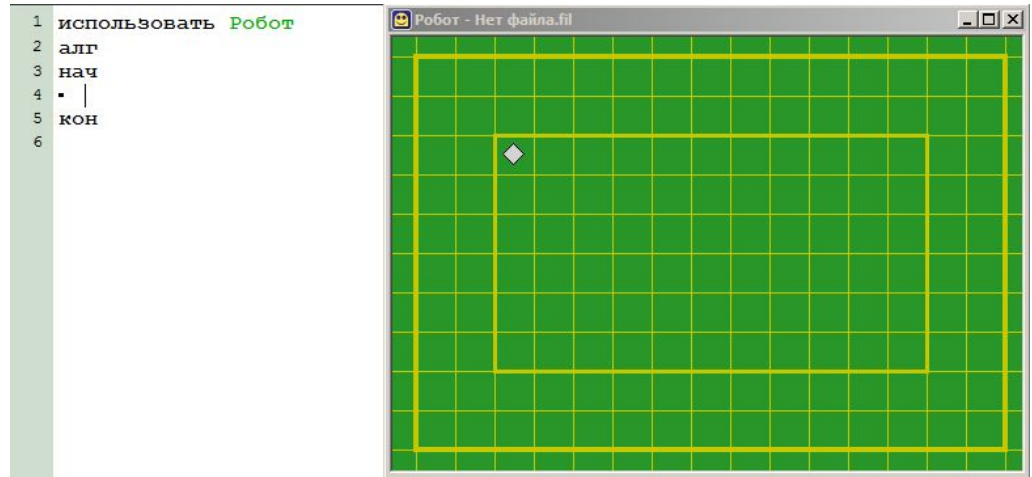 1 использовать Робот
2 алг
3 нач
4
5 кон
6
Робот - Нет файла.fil